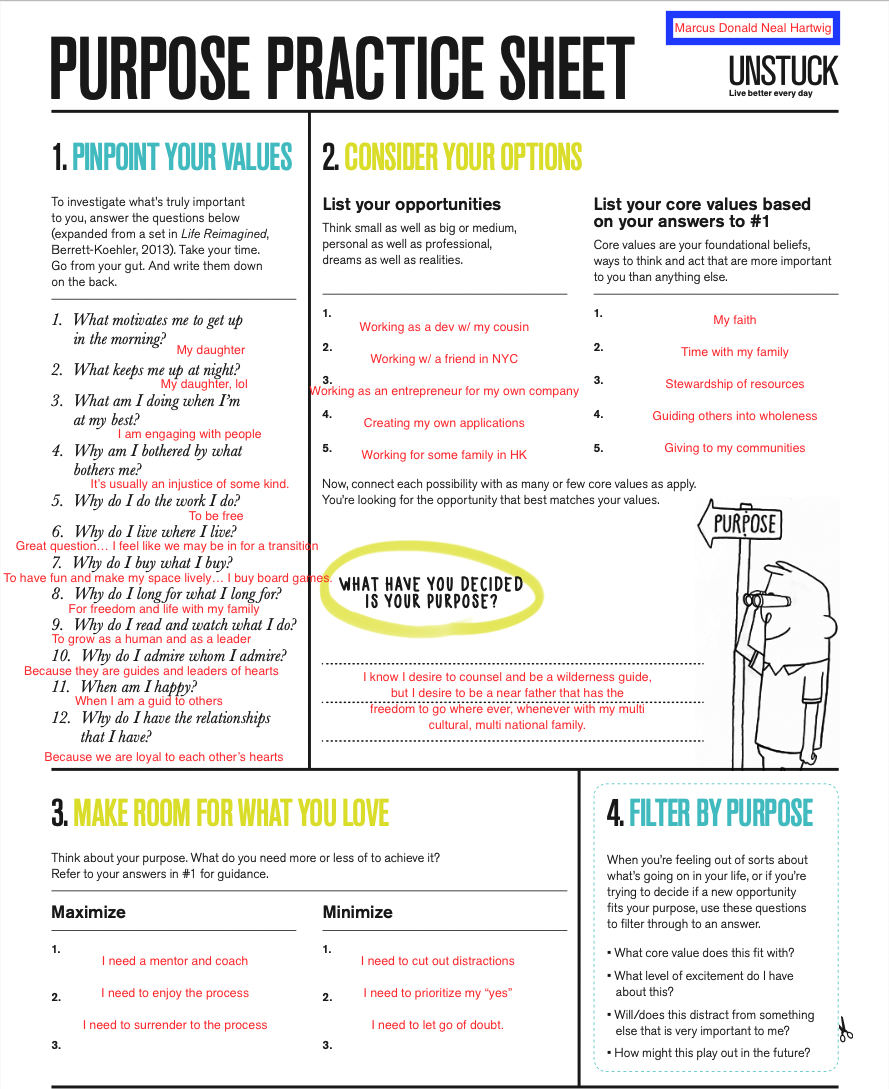 Marcus Donald Neal Hartwig
PURPOSE PRACTICE SHEET
UNSTUCK
Live better every day
1. PINPOINT YOUR VALUES
To investigate what's truly important
to you, answer the questions below
(expanded from a set in Life Reimagined,
Berrett-Koehler, 2013). Take your time.
Go from your gut. And write them down
on the back.
1. What motivates me to get up
in the morning?
My daughter
2. What keeps me up at night?
My daughter, lol
3. What am I doing when I'm
at my best?
I am engaging with people
4. Why am I bothered by what
bothers me?
It's usually an injustice of some kind.
5. Why do I do the work I do?
To be free
6. Why do I live where I live?
Great question… I feel like we may be in for a transition
7. Why do I buy what I buy?
To have fun and make my space lively… I buy board games.
8. Why do I long for what I long for?
For freedom and life with my family
9. Why do I read and watch what I do?
To grow as a human and as a leader
10. Why do I admire whom I admire?
Because they are guides and leaders of hearts
11. When am I happy?
When I am a guid to others
12. Why do I have the relationships
that I have?
Because we are loyal to each other's hearts
2. CONSIDER YOUR OPTIONS
List your opportunities
Think small as well as big or medium,
personal as well as professional,
dreams as well as realities.
1.
Working as a dev w/ my cousin
2.
Working w/ a friend in NYC
3.
Working as an entrepreneur for my own company
4.
Creating my own applications
5.
Working for some family in HK
List your core values based
on your answers to #1
Core values are your foundational beliefs,
ways to think and act that are more important
to you than anything else.
1.
My faith
2.
Time with my family
3.
Stewardship of resources
4.
Guiding others into wholeness
5.
Giving to my communities
Now, connect each possibility with as many or few core values as apply.
You're looking for the opportunity that best matches your values.
PURPOSE
WHAT HAVE YOU DECIDED
IS YOUR PURPOSE?
I know I desire to counsel and be a wilderness guide,
but I desire to be a near father that has the
freedom to go where ever, whenever with my multi
cultural, multi national family.
3. MAKE ROOM FOR WHAT YOU LOVE
Think about your purpose. What do you need more or less of to achieve it?
Refer to your answers in #1 for guidance.
Maximize
1.
I need a mentor and coach
2.
I need to enjoy the process
I need to surrender to the process
3.
Minimize
1.
I need to cut out distractions
2.
I need to prioritize my “yes”
I need to let go of doubt.
3.
4. FILTER BY PURPOSE
When you're feeling out of sorts about
what's going on in your life, or if you're
trying to decide if a new opportunity
fits your purpose, use these questions
to filter through to an answer.
▪ What core value does this fit with?
▪ What level of excitement do I have
about this?
▪ Will/does this distract from something
else that is very important to me?
▪ How might this play out in the future?